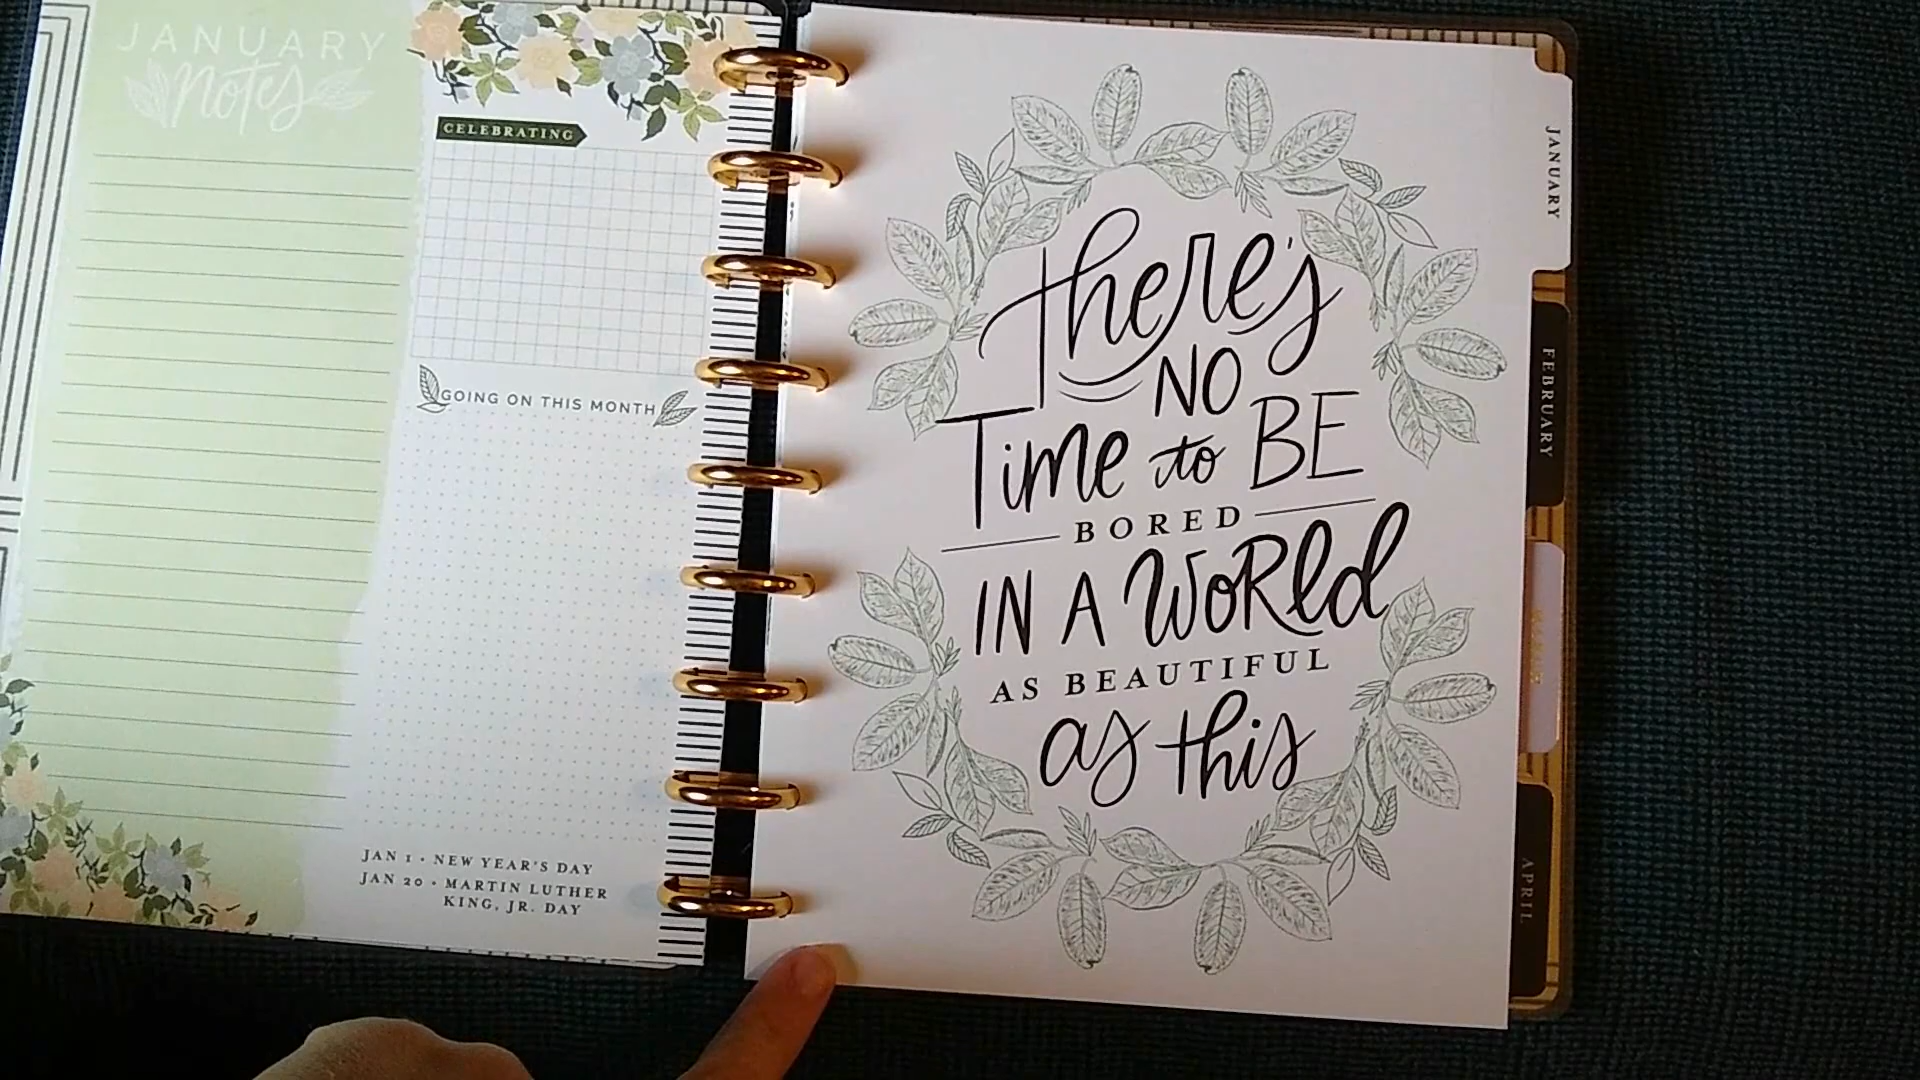 JANUARY
notes
CELEBRATING
GOING ON THIS MONTH
JAN 1 • NEW YEAR'S DAY
JAN 20 • MARTIN LUTHER
KING, JR. DAY
There's
NO
Time to BE
BORED
IN A WORLD
AS BEAUTIFUL
as this
JANUARY
FEBRUARY
MARCH
APRIL